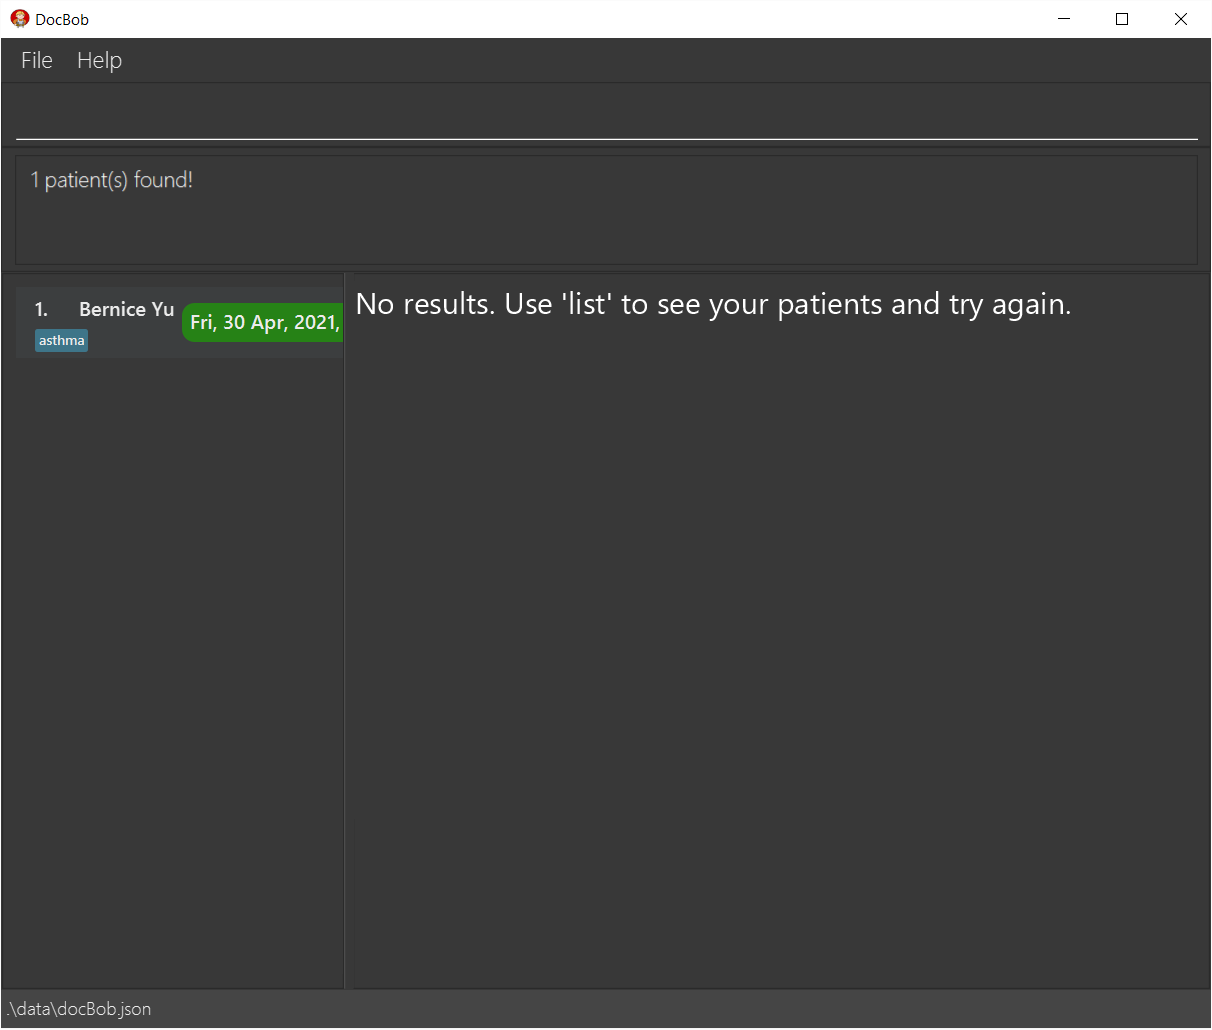 DocBob
File Help
1 patient(s) found!
1. Bernice Yu Fri, 30 Apr, 2021,
asthma
No results. Use 'list' to see your patients and try again.
.\data\docBob.json